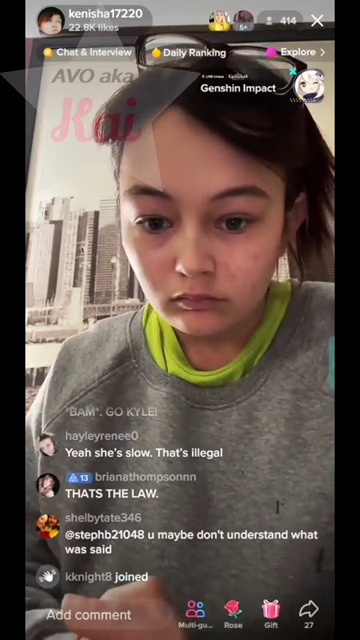 kenisha17220
22.8K likes
5+
414
Chat & Interview
Daily Ranking
Explore >
AVO aka
Kai
Genshin Impact
"BAM". GO KYLE!
hayleyrenee0
Yeah she's slow. That's illegal
13 brianathompsonnn
THATS THE LAW.
shelbytate346
@stephb21048 u maybe don't understand what
was said
kknight8 joined
Add comment
Multi-gu...
Rose
Gift
27